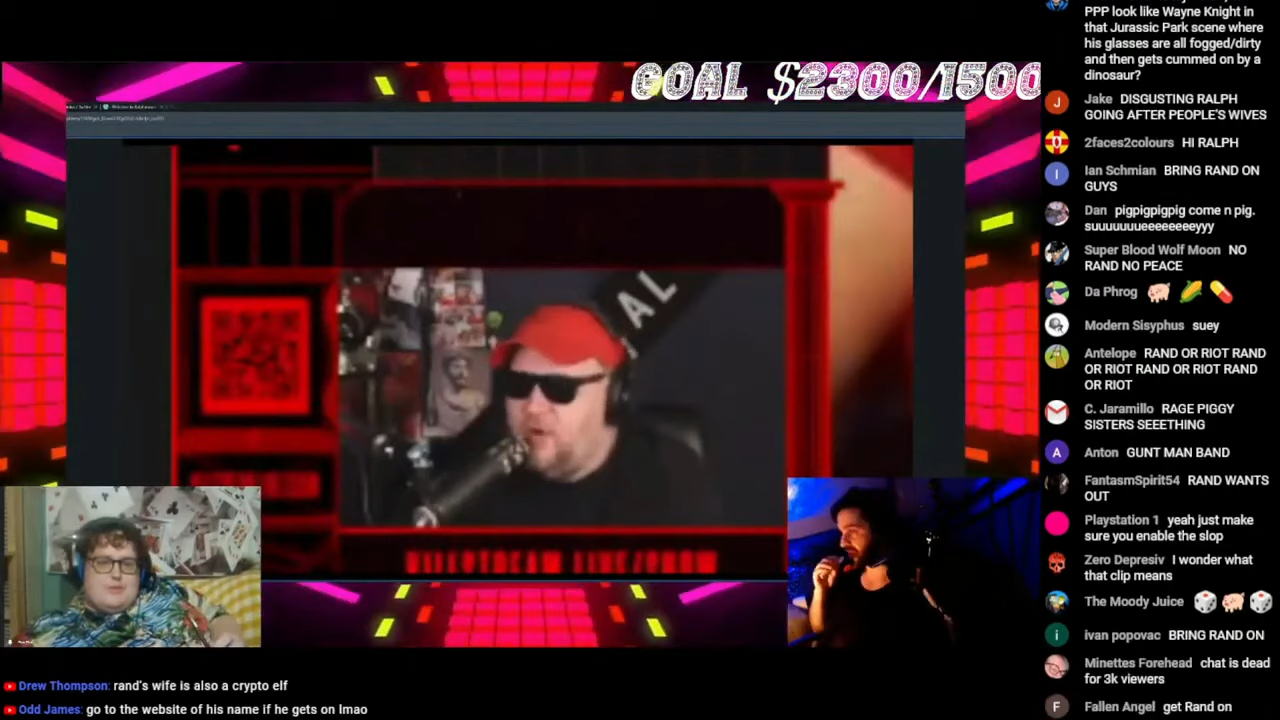 GOAL $2300/1500
PPP look like Wayne Knight in
that Jurassic Park scene where
his glasses are all fogged/dirty
and then gets cummed on by a
dinosaur?
Jake DISGUSTING RALPH
GOING AFTER PEOPLE'S WIVES
2faces2colours HI RALPH
Ian Schmian BRING RAND ON
GUYS
Dan pigpigpigpig come n pig.
suuuuuuueeeeeeeeyyy
Super Blood Wolf Moon NO
RAND NO PEACE
Da Phrog 🐷 🌽 💊
Modern Sisyphus suey
Antelope RAND OR RIOT RAND
OR RIOT RAND OR RIOT RAND
OR RIOT
C. Jaramillo RAGE PIGGY
SISTERS SEEETHING
Anton GUNT MAN BAND
FantasmSpirit54 RAND WANTS
OUT
Playstation 1 yeah just make
sure you enable the slop
Zero Depresiv I wonder what
that clip means
The Moody Juice 🎲 🐷 🎲
ivan popovac BRING RAND ON
Minettes Forehead chat is dead
for 3k viewers
Fallen Angel get Rand on
AL
Drew Thompson: rand's wife is also a crypto elf
Odd James: go to the website of his name if he gets on lmao